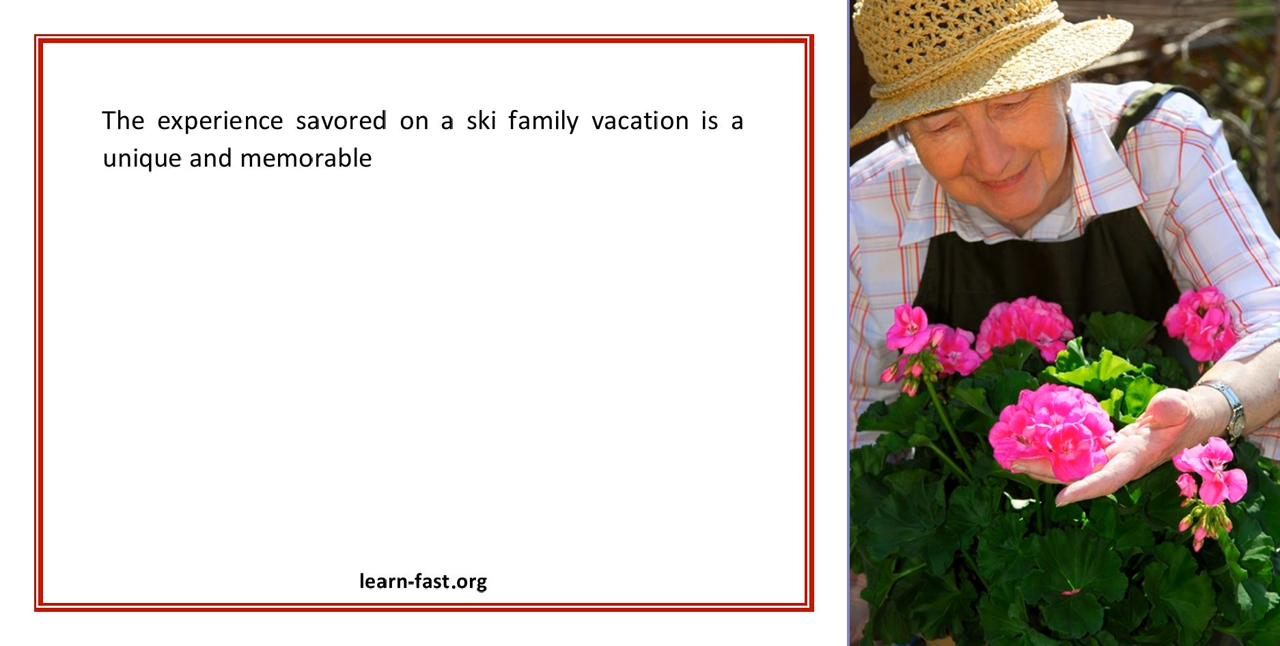 The experience savored on a ski family vacation is a
unique and memorable
learn-fast.org